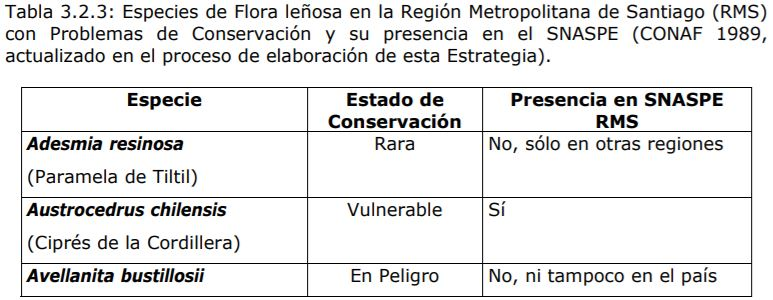 Tabla 3.2.3: Especies de Flora leñosa en la Región Metropolitana de Santiago (RMS)
con Problemas de Conservación y su presencia en el SNASPE (CONAF 1989,
actualizado en el proceso de elaboración de esta Estrategia).
Especie Estado de Conservación Presencia en SNASPE RMS
Adesmia resinosa Rara No, sólo en otras regiones
(Paramela de Tiltil)
Austrocedrus chilensis Vulnerable Sí
(Ciprés de la Cordillera)
Avellanita bustillosii En Peligro No, ni tampoco en el país